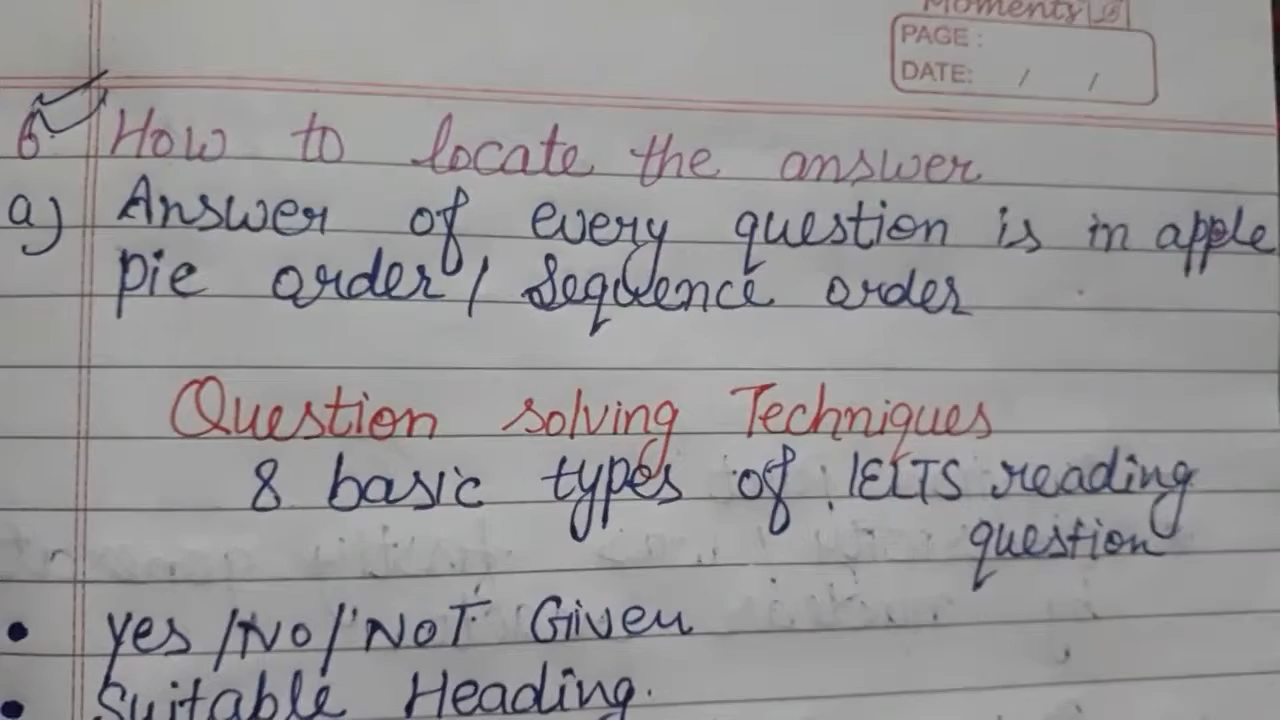 Moments
PAGE:
DATE: / /
6 How to locate the answer
a) Answer of every question is in apple
pie order / Sequence order
Question solving Techniques
8 basic types of IELTS reading
question
• Yes/No/NOT Given
• Suitable Heading.